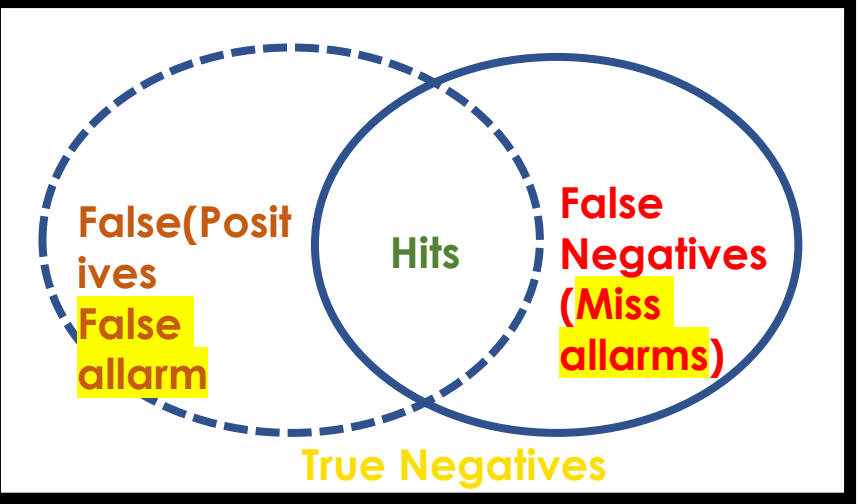 False(Posit
ives
False
allarm
Hits
False
Negatives
(Miss
allarms)
True Negatives